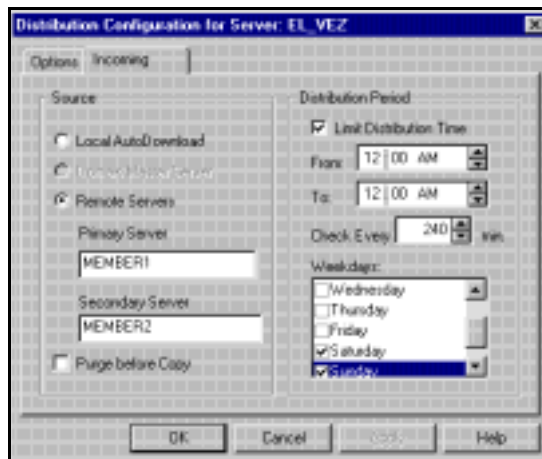 Distribution Configuration for Server: EL_VEZ
Options Incoming
Source
Local AutoDownload
Remote Servers
Primary Server
MEMBER1
Secondary Server
MEMBER2
Purge before Copy
Distribution Period
Limit Distribution Time
From: 12:00 AM
To: 12:00 AM
Check Every 240 min.
Weekdays:
Wednesday
Thursday
Friday
Saturday
Sunday
OK Cancel Apply Help